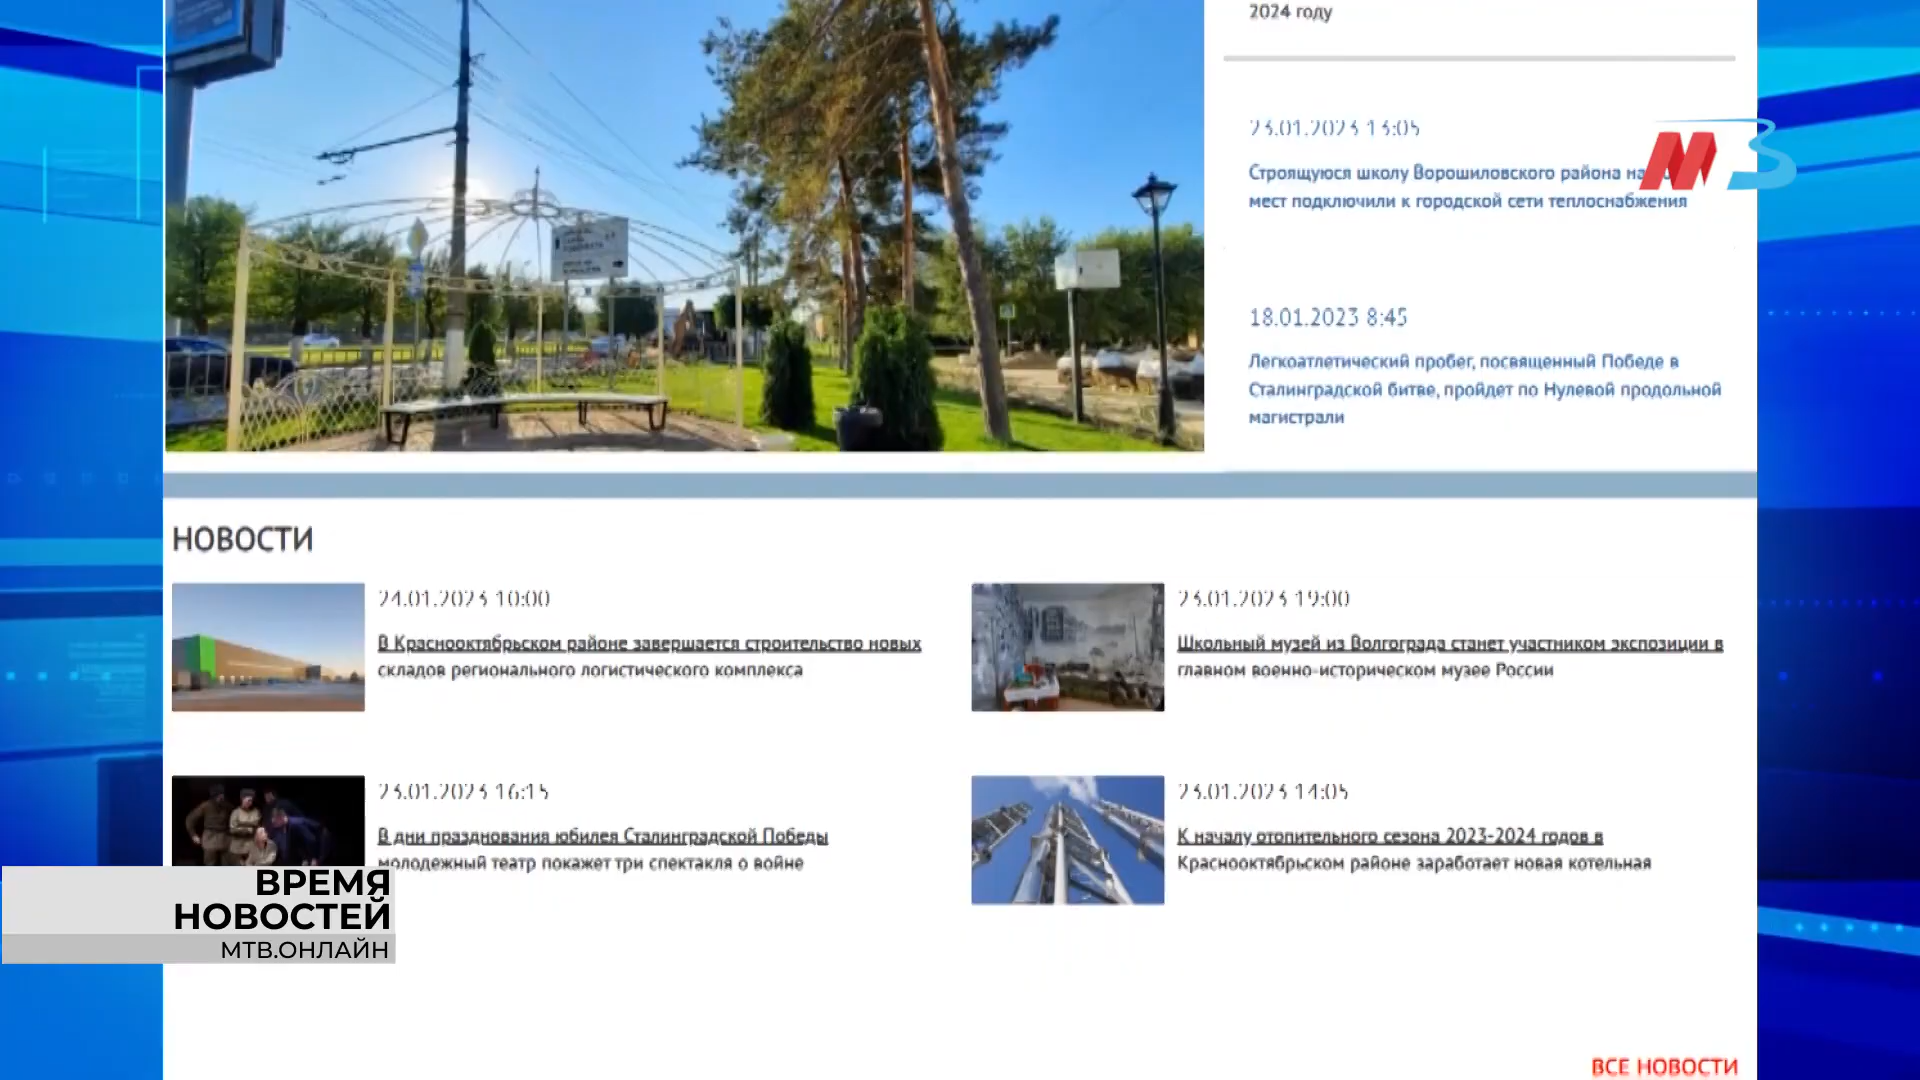 2024 году
23.01.2023 13:05
Строящуюся школу Ворошиловского района на
мест подключили к городской сети теплоснабжения
18.01.2023 8:45
Легкоатлетический пробег, посвященный Победе в
Сталинградской битве, пройдет по Нулевой продольной
магистрали
НОВОСТИ
24.01.2023 10:00
В Краснооктябрьском районе завершается строительство новых
складов регионального логистического комплекса
23.01.2023 19:00
Школьный музей из Волгограда станет участником экспозиции в
главном военно-историческом музее России
23.01.2023 16:15
В дни празднования юбилея Сталинградской Победы
молодежный театр покажет три спектакля о войне
23.01.2023 14:05
К началу отопительного сезона 2023-2024 годов в
Краснооктябрьском районе заработает новая котельная
ВРЕМЯ
НОВОСТЕЙ
МТВ.ОНЛАЙН
ВСЕ НОВОСТИ